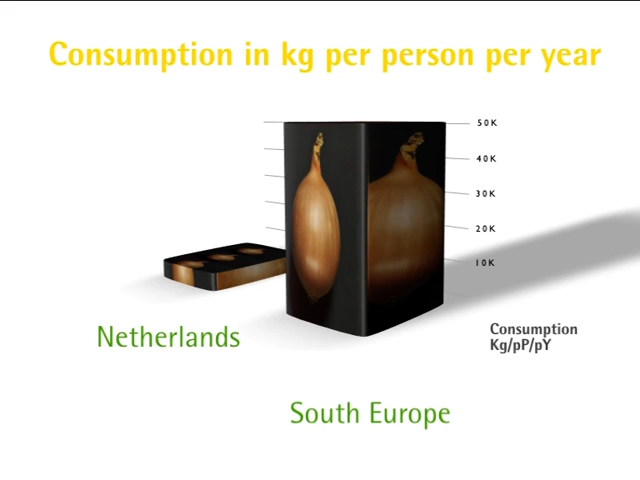 Consumption in kg per person per year
50K
40K
30K
20K
10K
Netherlands
Consumption
Kg/pP/pY
South Europe